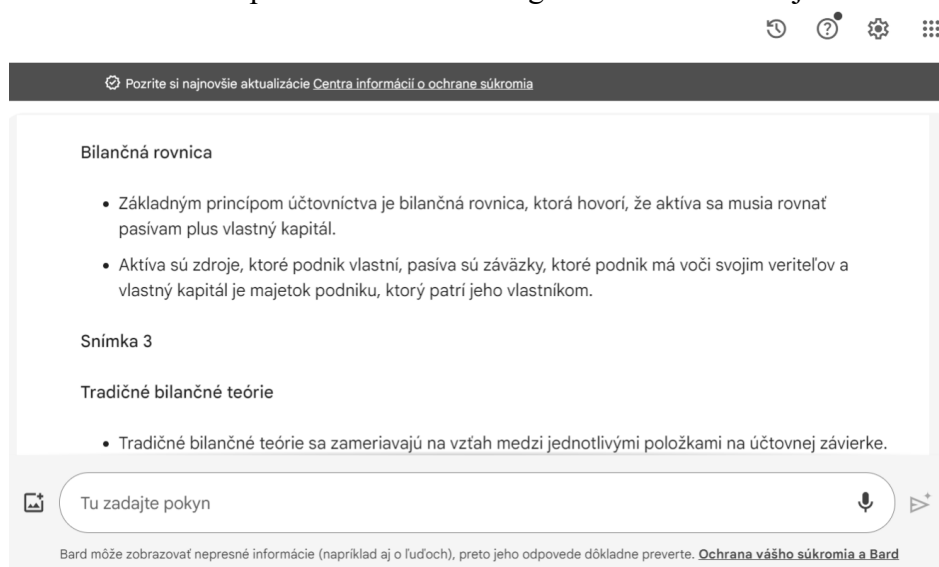 Pozrite si najnovšie aktualizácie Centra informácií o ochrane súkromia
Bilančná rovnica
• Základným princípom účtovníctva je bilančná rovnica, ktorá hovorí, že aktíva sa musia rovnať
pasívam plus vlastný kapitál.
• Aktíva sú zdroje, ktoré podnik vlastní, pasíva sú záväzky, ktoré podnik má voči svojim veriteľov a
vlastný kapitál je majetok podniku, ktorý patrí jeho vlastníkom.
Snímka 3
Tradičné bilančné teórie
• Tradičné bilančné teórie sa zameriavajú na vzťah medzi jednotlivými položkami na účtovnej závierke.
Tu zadajte pokyn
Bard môže zobrazovať nepresné informácie (napríklad aj o ľuďoch), preto jeho odpovede dôkladne preverte. Ochrana vášho súkromia a Bard